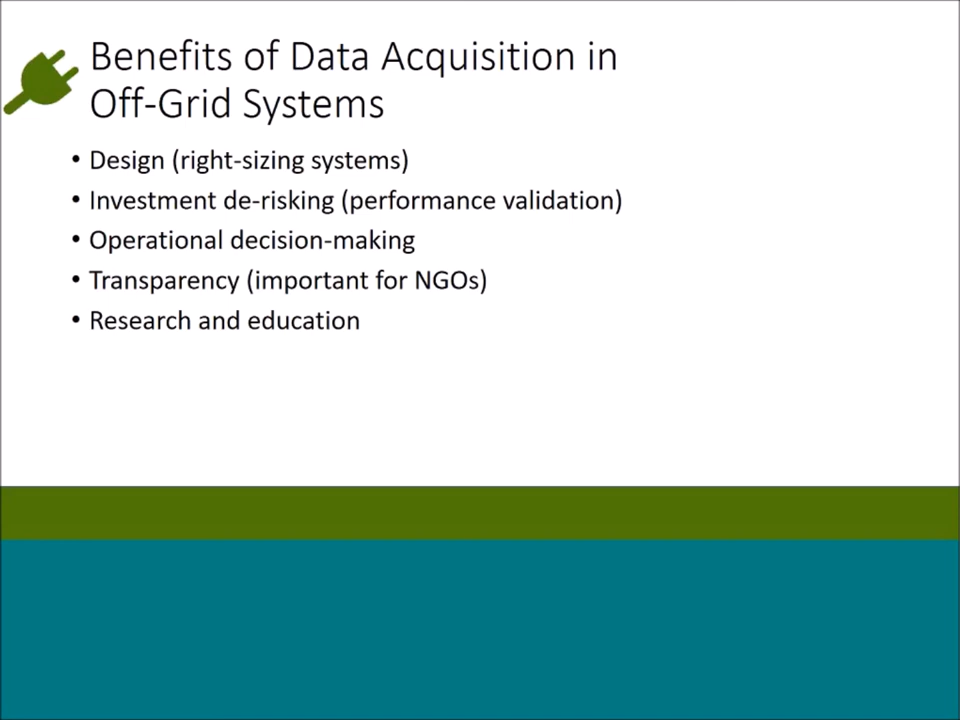 Benefits of Data Acquisition in
Off-Grid Systems
• Design (right-sizing systems)
• Investment de-risking (performance validation)
• Operational decision-making
• Transparency (important for NGOs)
• Research and education